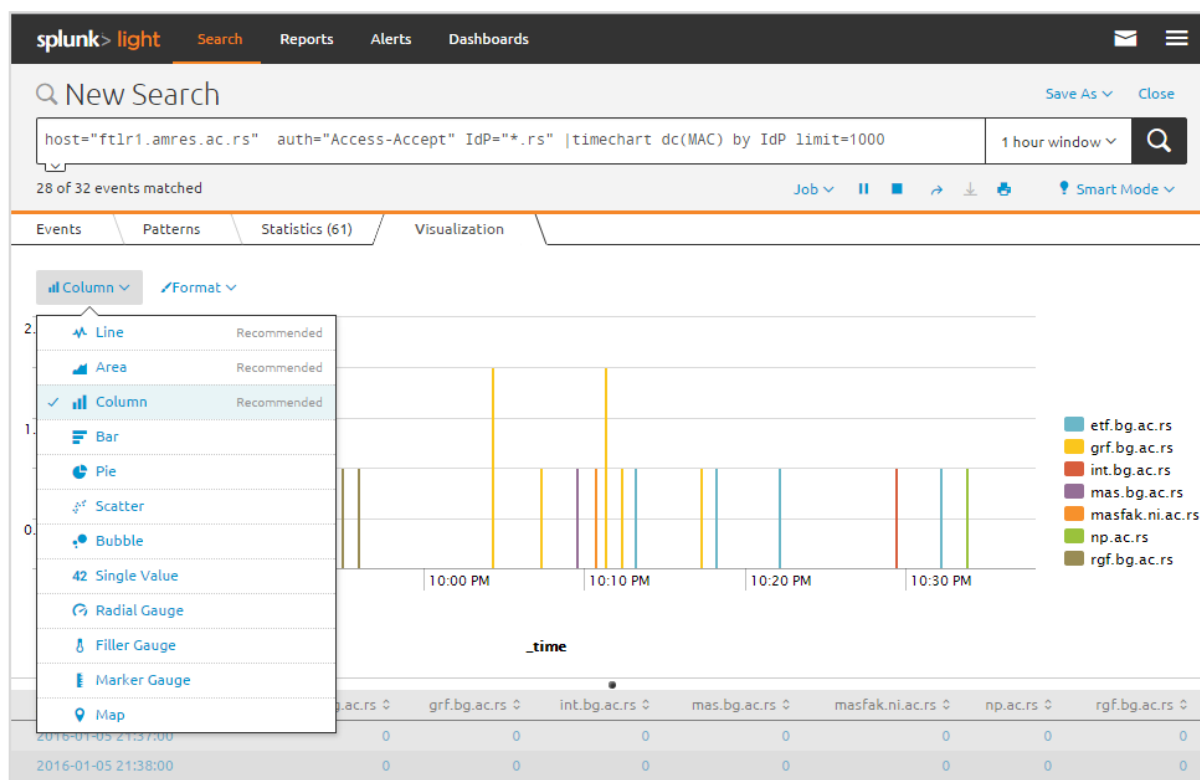 splunk> light Search Reports Alerts Dashboards
New Search
Save As Close
host="ftlr1.amres.ac.rs"  auth="Access-Accept" IdP="*.rs" |timechart dc(MAC) by IdP limit=1000
1 hour window
28 of 32 events matched
Job
Smart Mode
Events Patterns Statistics (61) Visualization
Column Format
Line Recommended
Area Recommended
Column Recommended
Bar
Pie
Scatter
Bubble
42 Single Value
Radial Gauge
Filler Gauge
Marker Gauge
Map
2.
1.
0.
10:00 PM 10:10 PM 10:20 PM 10:30 PM
_time
etf.bg.ac.rs
grf.bg.ac.rs
int.bg.ac.rs
mas.bg.ac.rs
masfak.ni.ac.rs
np.ac.rs
rgf.bg.ac.rs
g.ac.rs grf.bg.ac.rs int.bg.ac.rs mas.bg.ac.rs masfak.ni.ac.rs np.ac.rs rgf.bg.ac.rs
2016-01-05 21:37:00 0 0 0 0 0 0 0
2016-01-05 21:38:00 0 0 0 0 0 0 0